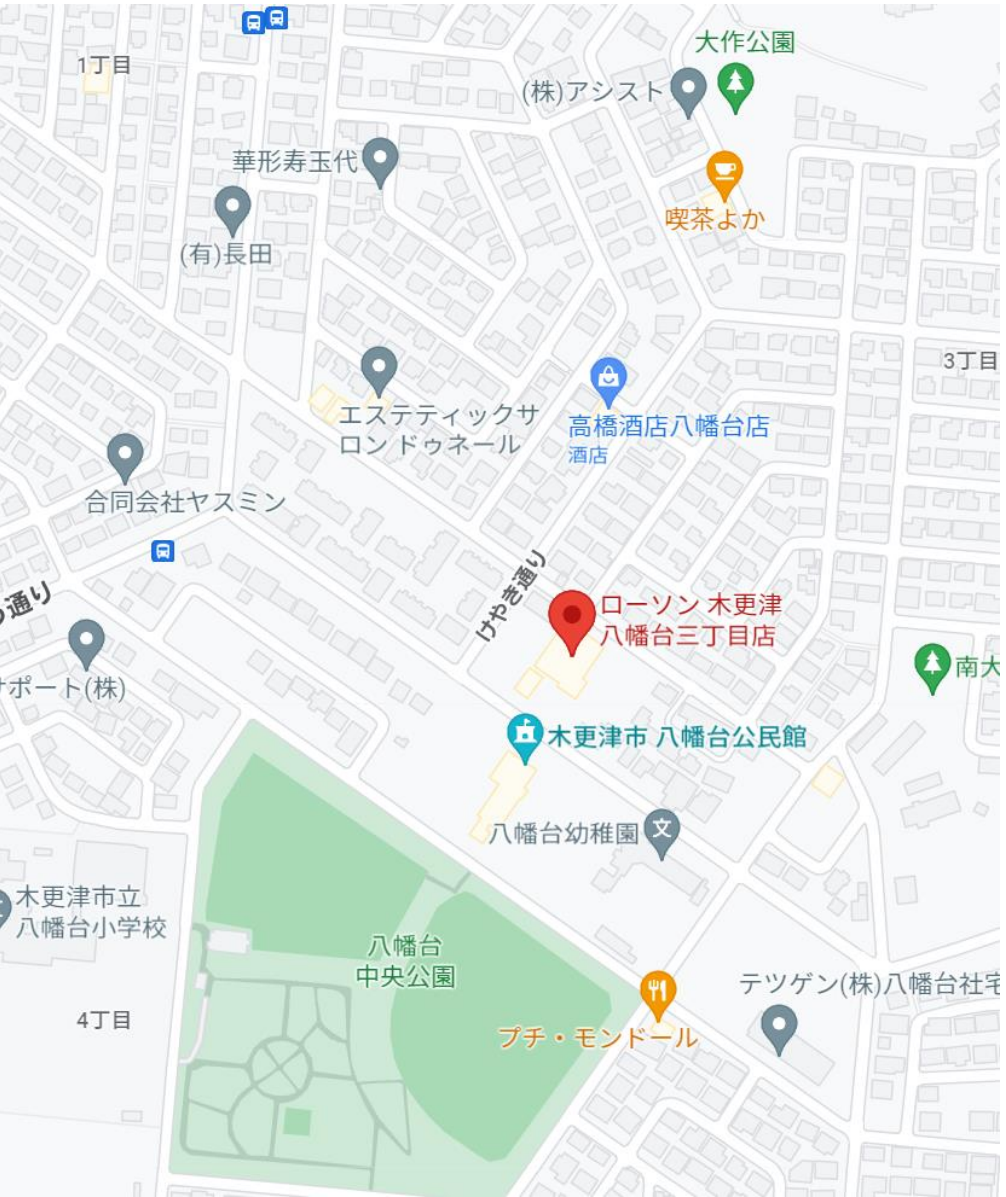 大作公園
1丁目
(株)アシスト
華形寿玉代
喫茶よか
(有)長田
3丁目
エステティックサ
ロン ドゥネール
高橋酒店八幡台店
酒店
合同会社ヤスミン
けやき通り
通り
ローソン 木更津
八幡台三丁目店
南大
サポート(株)
木更津市 八幡台公民館
八幡台幼稚園
文
木更津市立
八幡台小学校
八幡台
中央公園
テツゲン(株)八幡台社宅
4丁目
プチ・モンドール